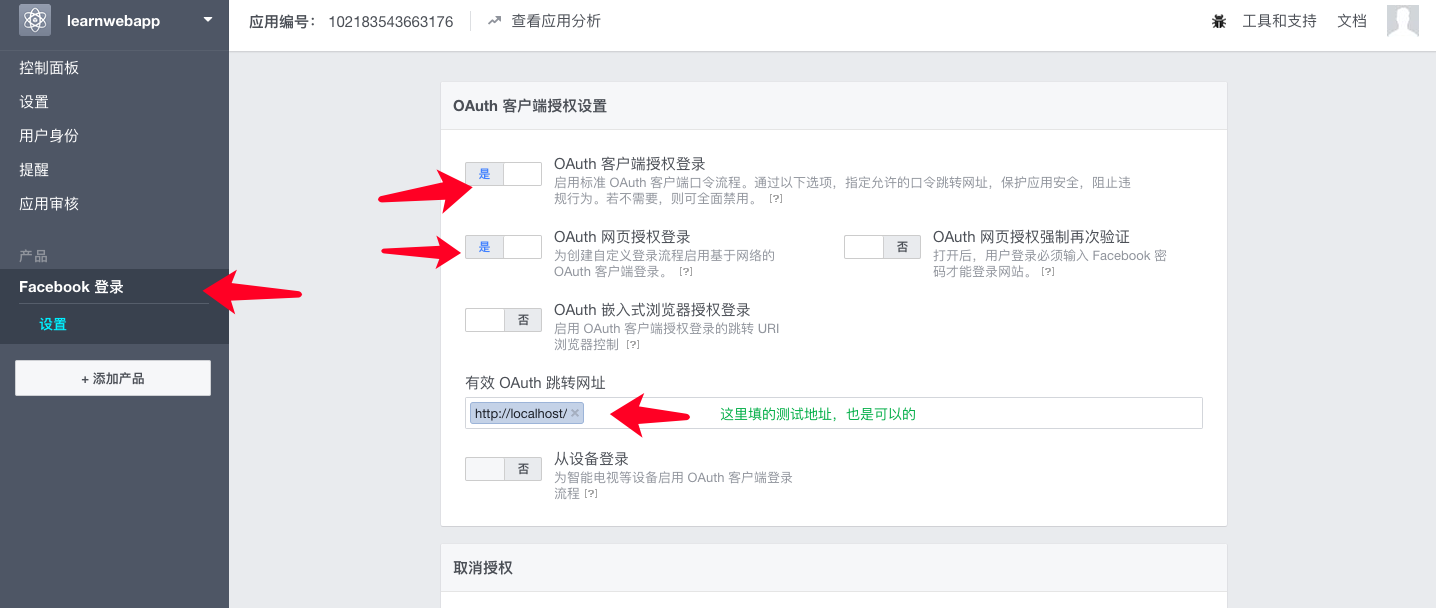 learnwebapp
应用编号： 102183543663176
查看应用分析
工具和支持
文档
控制面板
设置
用户身份
提醒
应用审核
产品
Facebook 登录
设置
+ 添加产品
OAuth 客户端授权设置
是
OAuth 客户端授权登录
启用标准 OAuth 客户端口令流程。通过以下选项，指定允许的口令跳转网址，保护应用安全，阻止违
规行为。若不需要，则可全面禁用。 [?]
是
OAuth 网页授权登录
为创建自定义登录流程启用基于网络的
OAuth 客户端登录。 [?]
否
OAuth 网页授权强制再次验证
打开后，用户登录必须输入 Facebook 密
码才能登录网站。 [?]
否
OAuth 嵌入式浏览器授权登录
启用 OAuth 客户端授权登录的跳转 URI
浏览器控制 [?]
有效 OAuth 跳转网址
http://localhost/ ×
这里填的测试地址，也是可以的
否
从设备登录
为智能电视等设备启用 OAuth 客户端登录
流程 [?]
取消授权